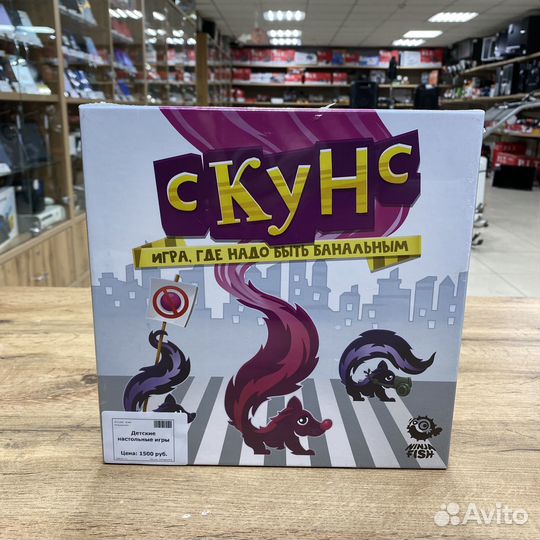 СКУНС
ИГРА, ГДЕ НАДО БЫТЬ БАНАЛЬНЫМ
Детские
настольные игры
Цена: 1500 руб.
NINJA
FISH
Avito